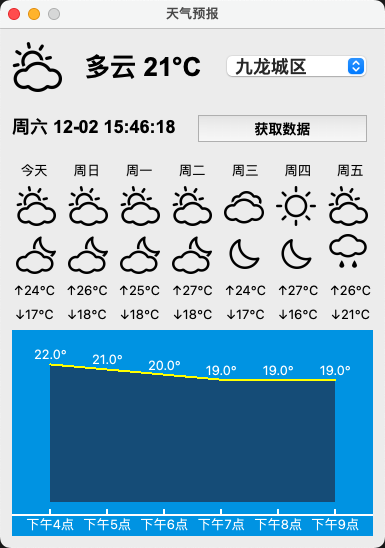 天气预报
多云 21°C 九龙城区
周六 12-02 15:46:18 获取数据
今天 周日 周一 周二 周三 周四 周五
↑24°C ↑26°C ↑25°C ↑27°C ↑24°C ↑27°C ↑26°C
↓17°C ↓18°C ↓18°C ↓18°C ↓17°C ↓16°C ↓21°C
22.0° 21.0° 20.0° 19.0° 19.0° 19.0°
下午4点 下午5点 下午6点 下午7点 下午8点 下午9点